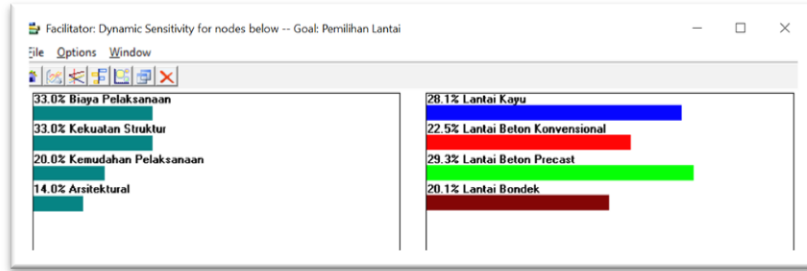 Facilitator: Dynamic Sensitivity for nodes below -- Goal: Pemilihan Lantai
File Options Window
33.0% Biaya Pelaksanaan
33.0% Kekuatan Struktur
20.0% Kemudahan Pelaksanaan
14.0% Arsitektural
28.1% Lantai Kayu
22.5% Lantai Beton Konvensional
29.3% Lantai Beton Precast
20.1% Lantai Bondek